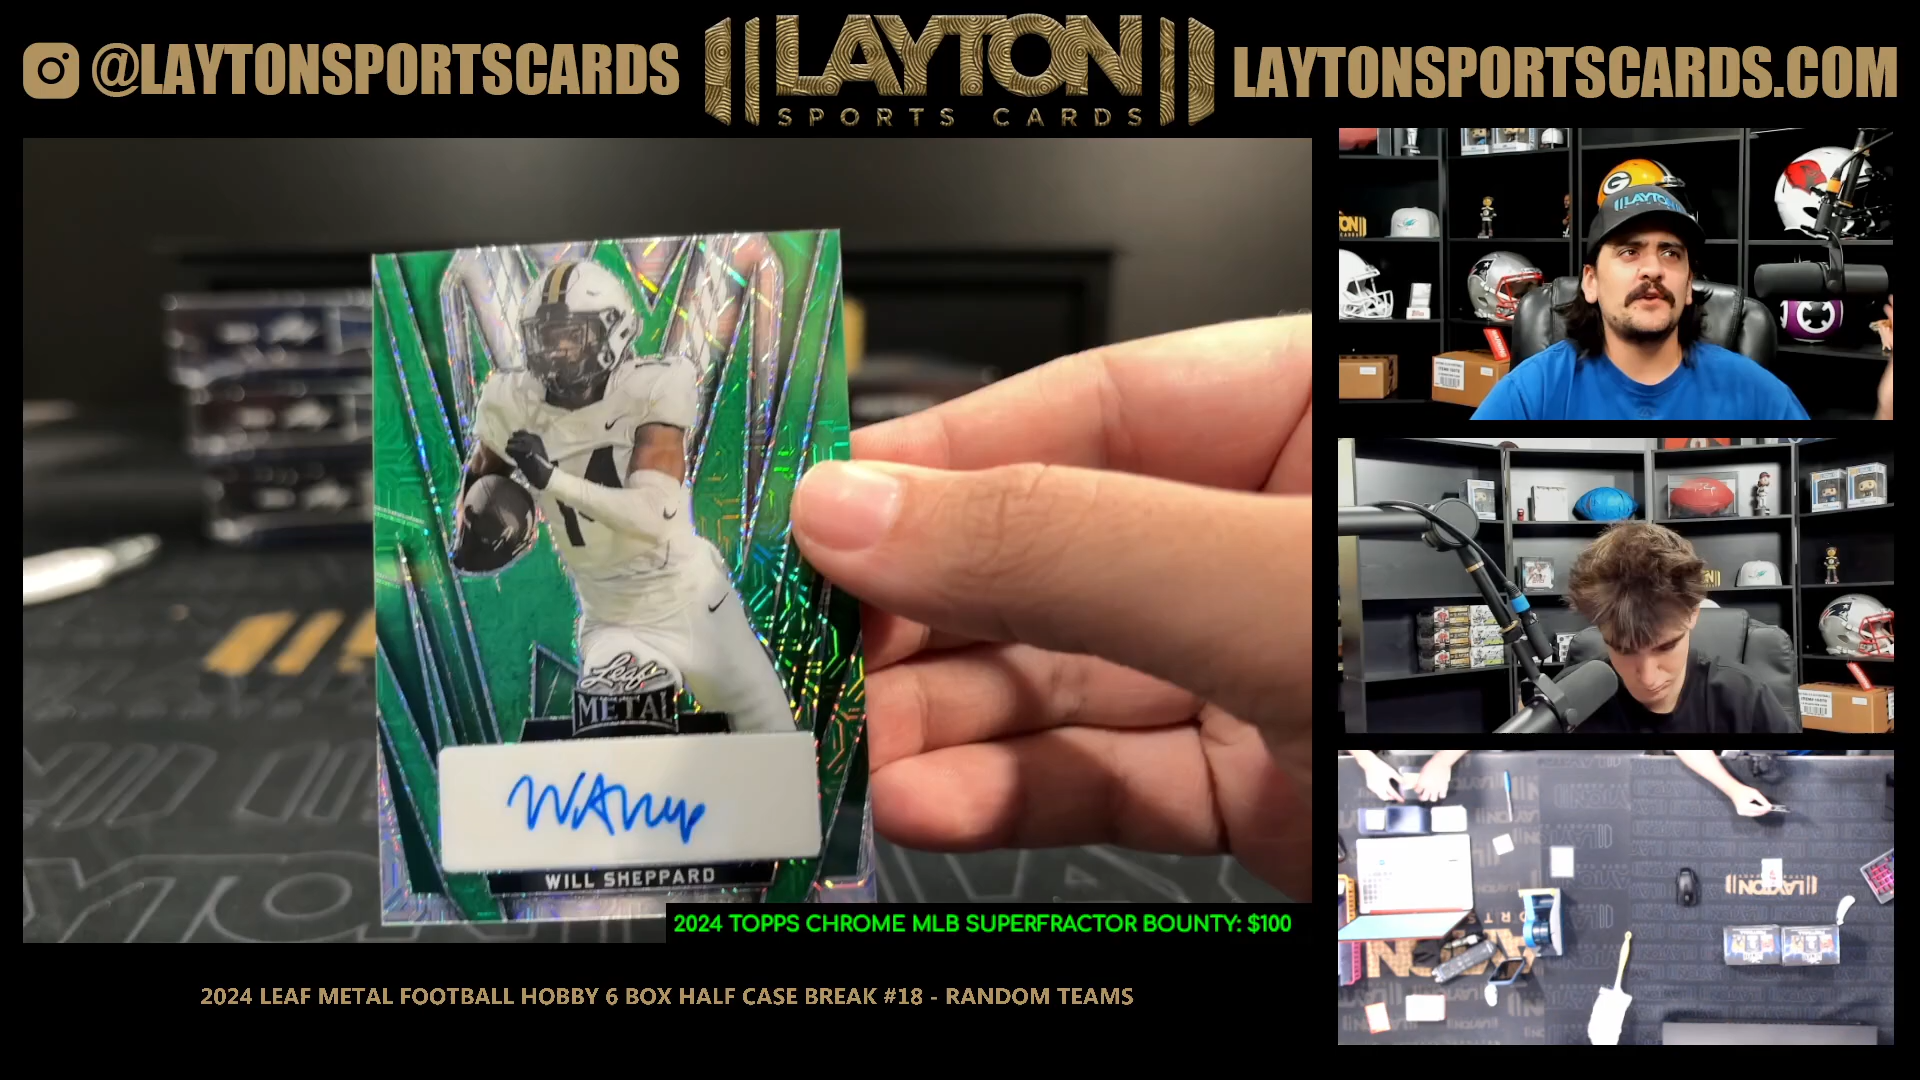 @LAYTONSPORTSCARDS
LAYTON
SPORTS CARDS
LAYTONSPORTSCARDS.COM
LAYTON
Leaf
METAL
WILL SHEPPARD
2024 TOPPS CHROME MLB SUPERFRACTOR BOUNTY: $100
2024 LEAF METAL FOOTBALL HOBBY 6 BOX HALF CASE BREAK #18 - RANDOM TEAMS